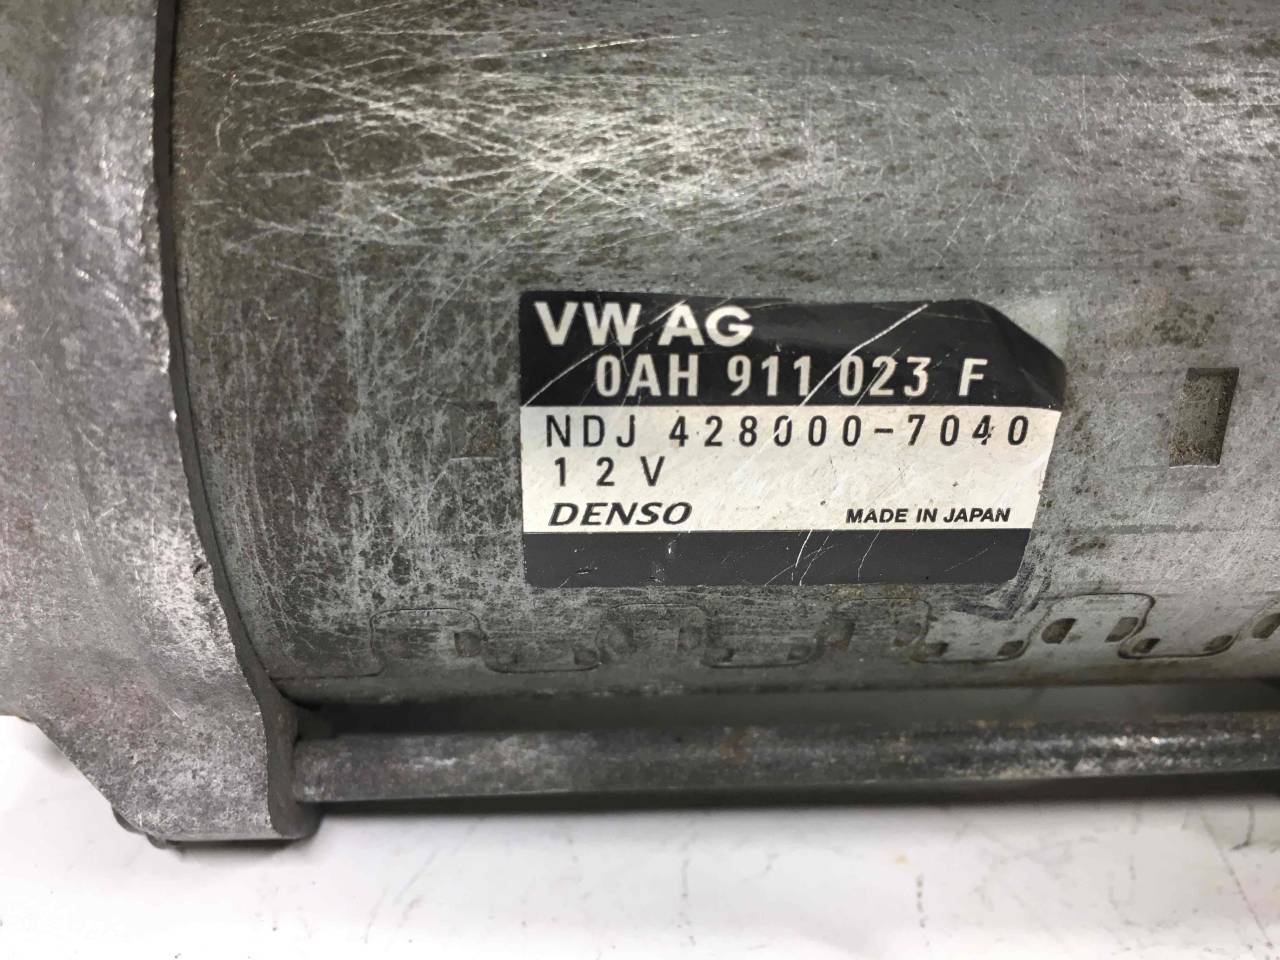 VW AG
0AH 911 023 F
NDJ 428000-7040
12V
DENSO MADE IN JAPAN